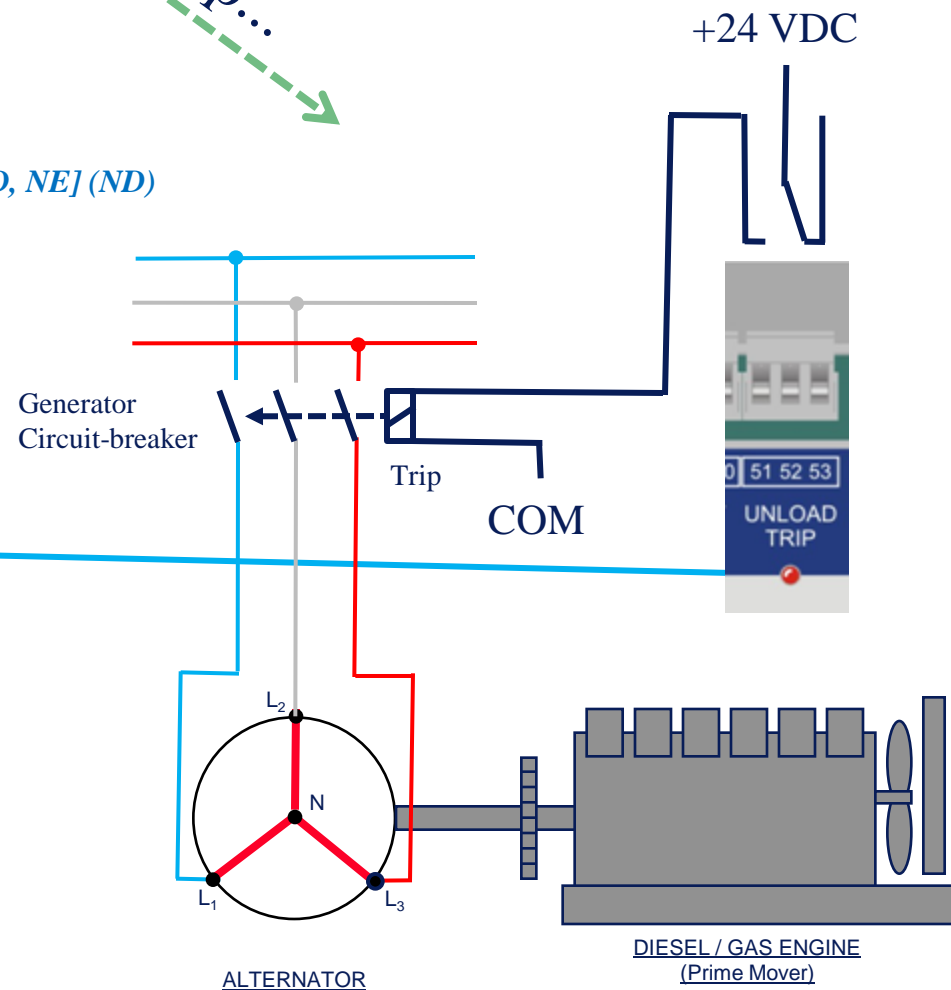 +24 VDC
NE] (ND)
Generator
Circuit-breaker
Trip
COM
51 52 53
UNLOAD
TRIP
L₂
N
L₁
L₃
ALTERNATOR
DIESEL / GAS ENGINE
(Prime Mover)